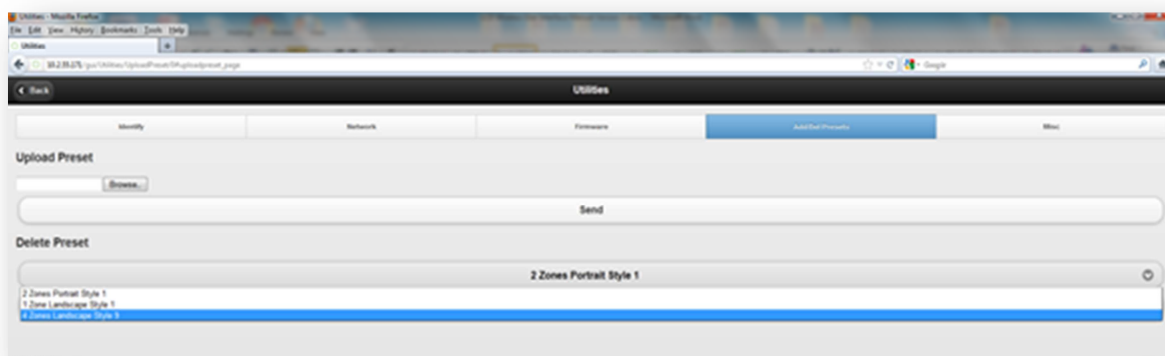 Utilities - Mozilla Firefox
File Edit View History Bookmarks Tools Help
Utilities
Google
Back
Utilities
Identify
Network
Firmware
Add/Del Presets
Misc
Upload Preset
Browse..
Send
Delete Preset
2 Zones Portrait Style 1
2 Zones Portrait Style 1
1 Zone Landscape Style 1
4 Zones Landscape Style 9